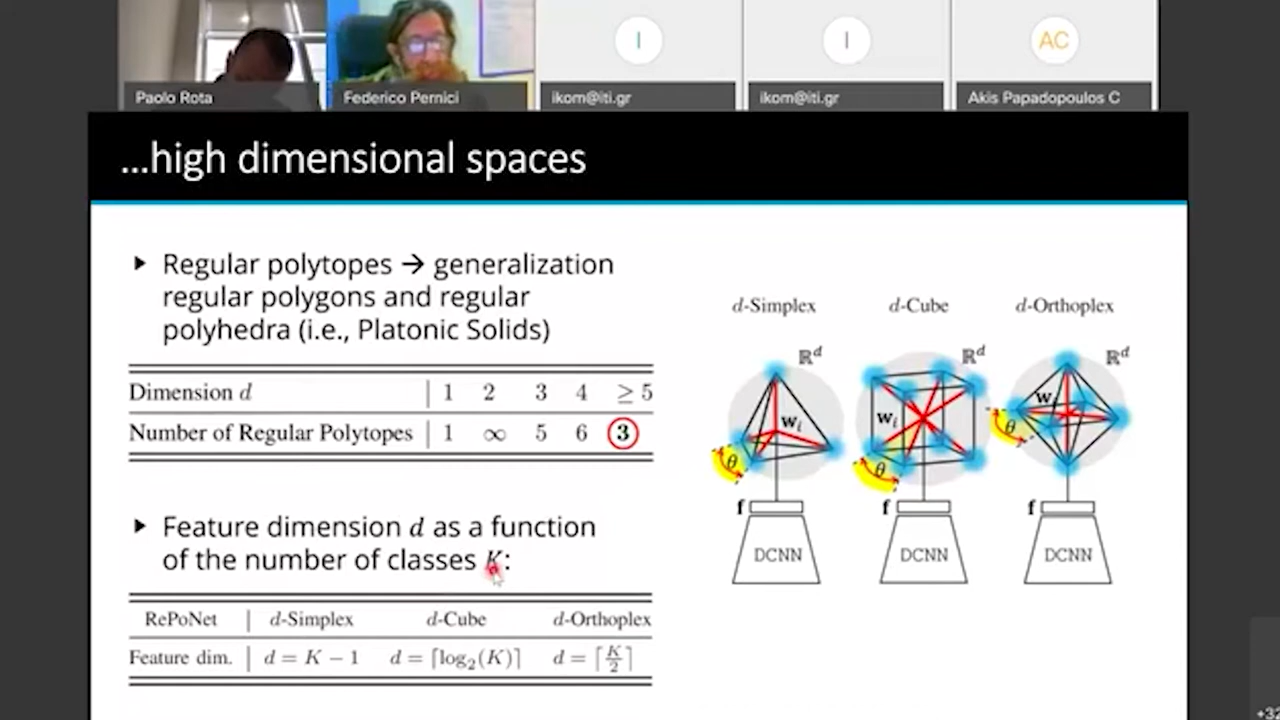 I
I
AC
Paolo Rota
Federico Pernici
ikom@iti.gr
ikom@iti.gr
Akis Papadopoulos C
...high dimensional spaces
Regular polytopes → generalization
regular polygons and regular
polyhedra (i.e., Platonic Solids)
Dimension d | 1 2 3 4 ≥ 5
Number of Regular Polytopes | 1 ∞ 5 6 3
Feature dimension d as a function
of the number of classes K:
RePoNet | d-Simplex d-Cube d-Orthoplex
Feature dim. | d = K − 1 d = ⌈log₂(K)⌉ d = ⌈K/2⌉
d-Simplex d-Cube d-Orthoplex
ℝᵈ ℝᵈ ℝᵈ
wᵢ wᵢ wᵢ
θ θ θ
f f f
DCNN DCNN DCNN